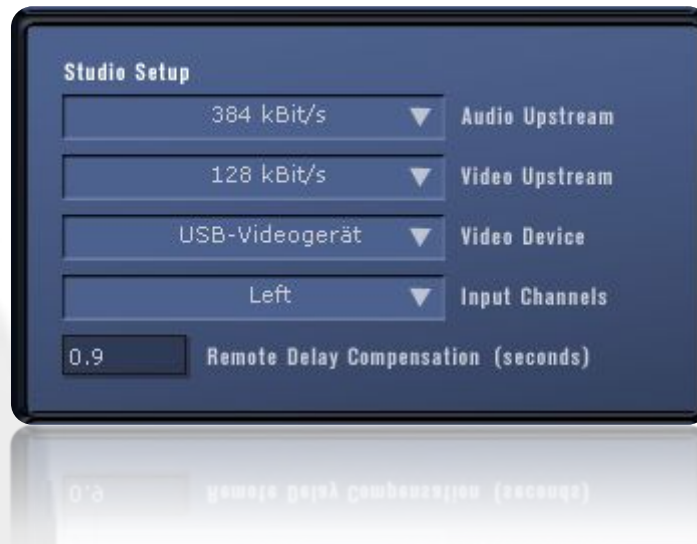 Studio Setup
384 kBit/s Audio Upstream
128 kBit/s Video Upstream
USB-Videogerät Video Device
Left Input Channels
0.9 Remote Delay Compensation (seconds)